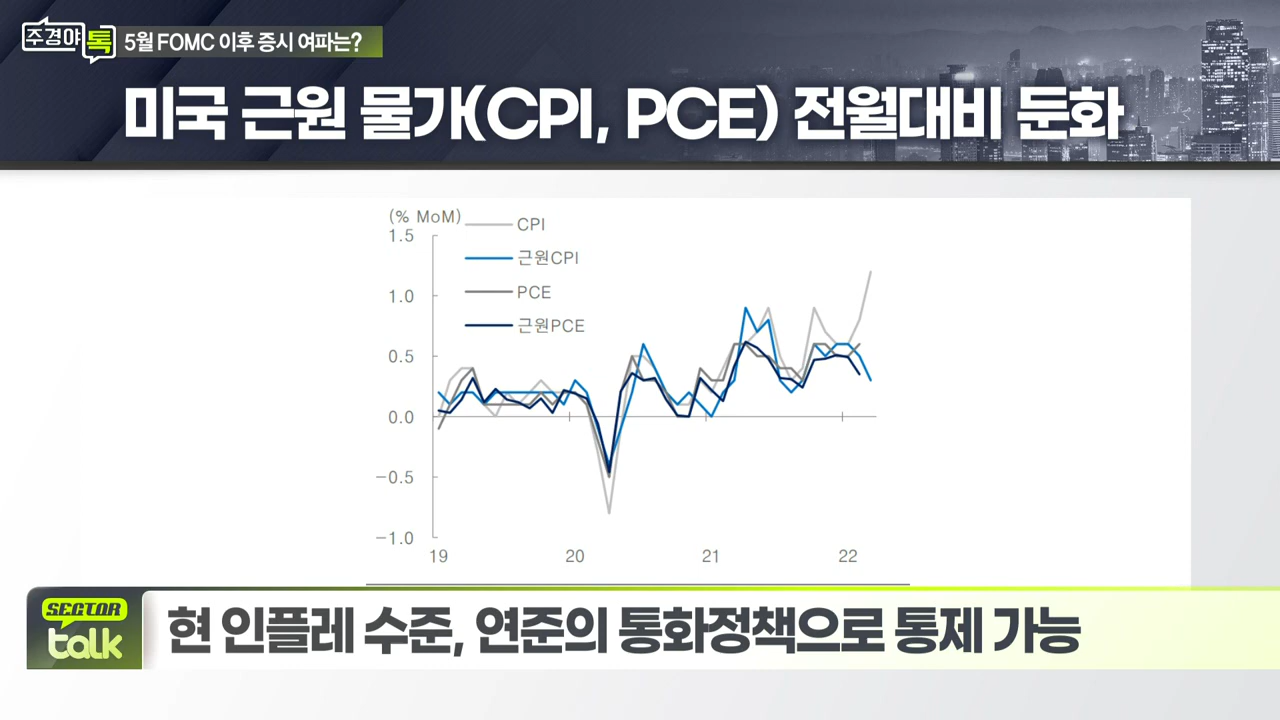 주경야톡
5월 FOMC 이후 증시 여파는?
미국 근원 물가(CPI, PCE) 전월대비 둔화
(% MoM)
CPI
근원CPI
PCE
근원PCE
1.5
1.0
0.5
0.0
−0.5
−1.0
19 20 21 22
SECTOR
talk
현 인플레 수준, 연준의 통화정책으로 통제 가능